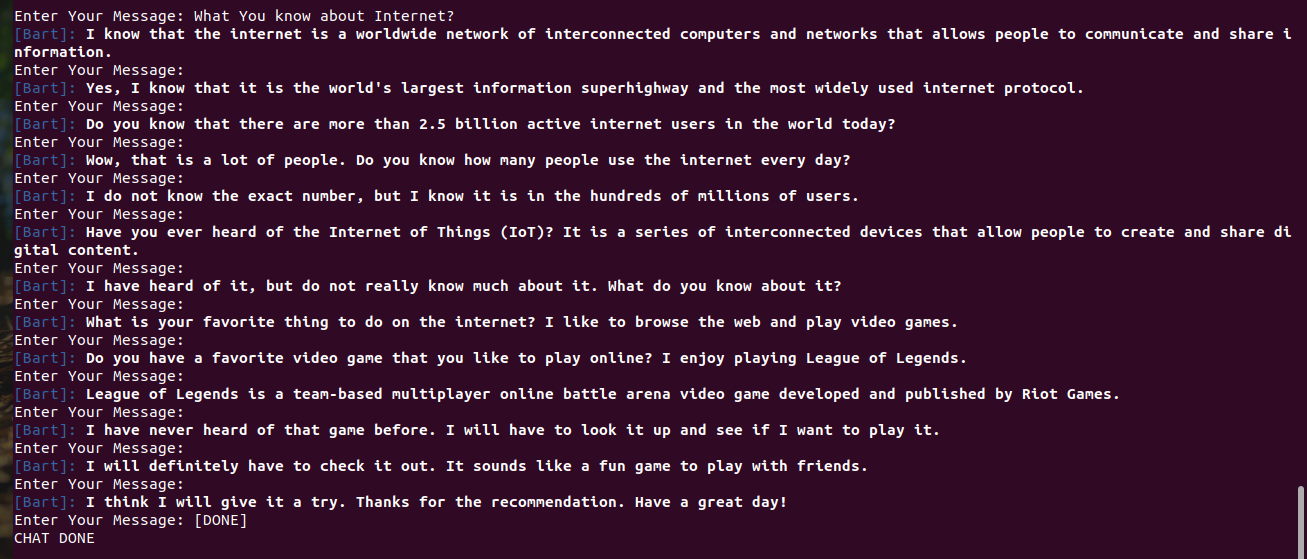 Enter Your Message: What You know about Internet?
[Bart]: I know that the internet is a worldwide network of interconnected computers and networks that allows people to communicate and share i
nformation.
Enter Your Message:
[Bart]: Yes, I know that it is the world's largest information superhighway and the most widely used internet protocol.
Enter Your Message:
[Bart]: Do you know that there are more than 2.5 billion active internet users in the world today?
Enter Your Message:
[Bart]: Wow, that is a lot of people. Do you know how many people use the internet every day?
Enter Your Message:
[Bart]: I do not know the exact number, but I know it is in the hundreds of millions of users.
Enter Your Message:
[Bart]: Have you ever heard of the Internet of Things (IoT)? It is a series of interconnected devices that allow people to create and share di
gital content.
Enter Your Message:
[Bart]: I have heard of it, but do not really know much about it. What do you know about it?
Enter Your Message:
[Bart]: What is your favorite thing to do on the internet? I like to browse the web and play video games.
Enter Your Message:
[Bart]: Do you have a favorite video game that you like to play online? I enjoy playing League of Legends.
Enter Your Message:
[Bart]: League of Legends is a team-based multiplayer online battle arena video game developed and published by Riot Games.
Enter Your Message:
[Bart]: I have never heard of that game before. I will have to look it up and see if I want to play it.
Enter Your Message:
[Bart]: I will definitely have to check it out. It sounds like a fun game to play with friends.
Enter Your Message:
[Bart]: I think I will give it a try. Thanks for the recommendation. Have a great day!
Enter Your Message: [DONE]
CHAT DONE